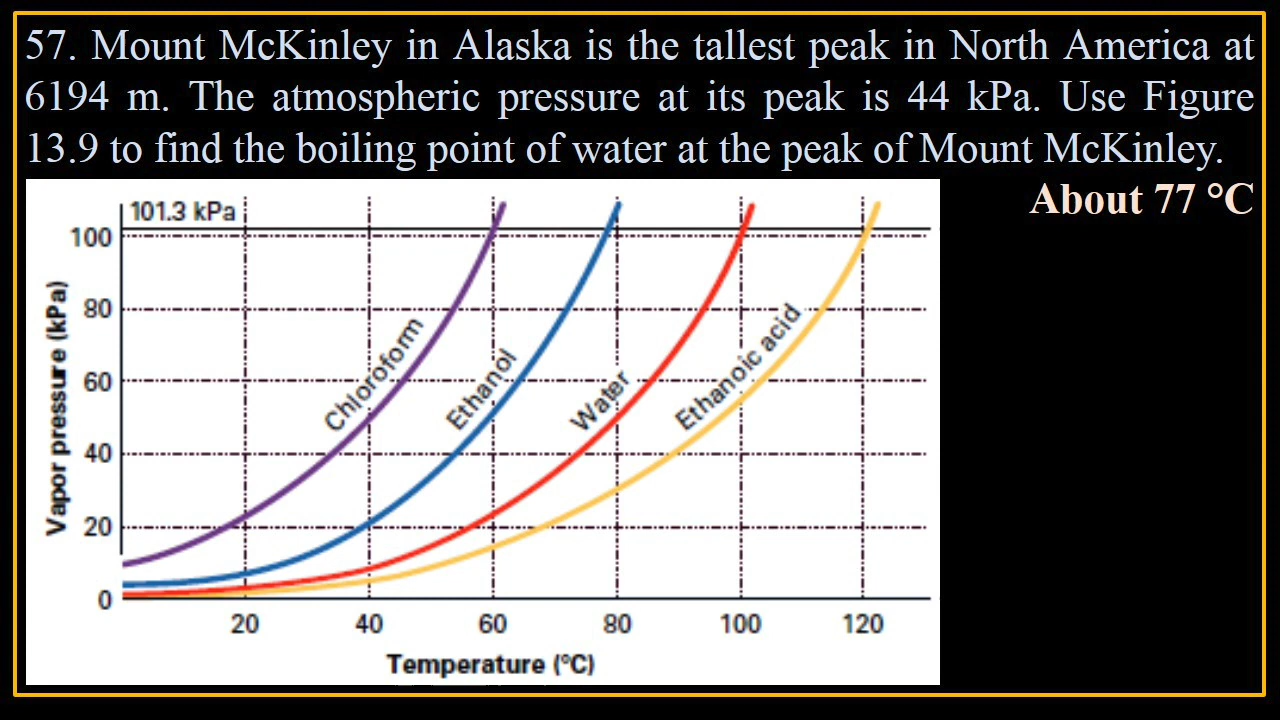 57. Mount McKinley in Alaska is the tallest peak in North America at
6194 m. The atmospheric pressure at its peak is 44 kPa. Use Figure
13.9 to find the boiling point of water at the peak of Mount McKinley.
About 77 °C
101.3 kPa
100
80
60
40
20
0
Vapor pressure (kPa)
Chloroform
Ethanol
Water
Ethanoic acid
20 40 60 80 100 120
Temperature (°C)